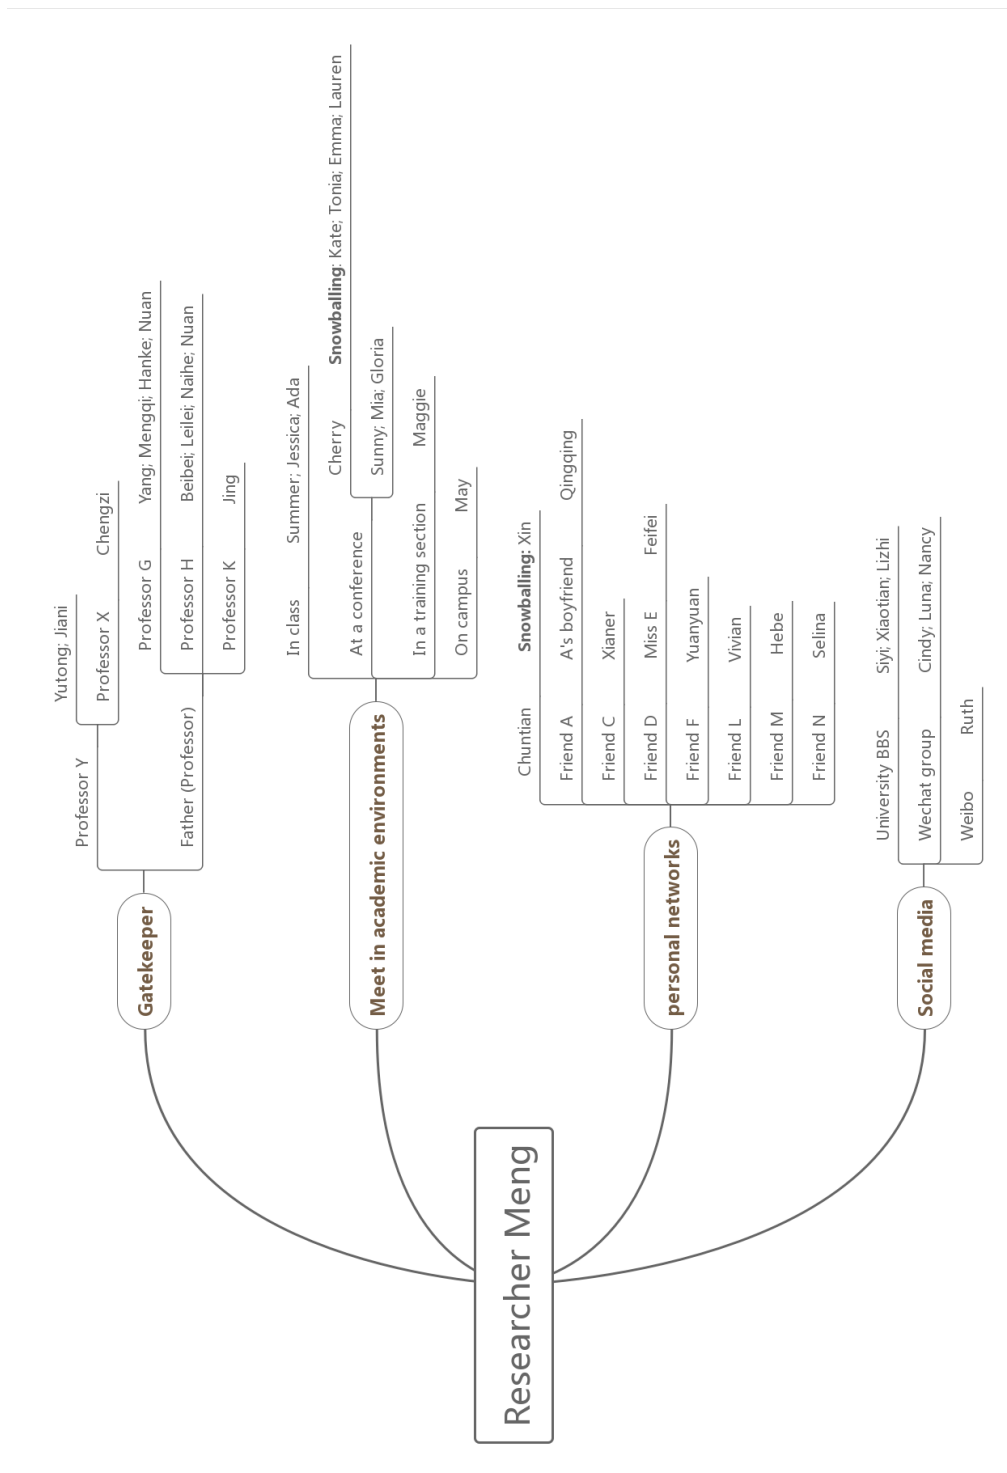 Researcher Meng
Gatekeeper
Professor Y
Yutong; Jiani
Professor X
Chengzi
Father (Professor)
Professor G
Yang; Mengqi; Hanke; Nuan
Professor H
Beibei; Leilei; Naihe; Nuan
Professor K
Jing
Meet in academic environments
In class
Summer; Jessica; Ada
At a conference
Cherry
Snowballing: Kate; Tonia; Emma; Lauren
Sunny; Mia; Gloria
In a training section
Maggie
On campus
May
personal networks
Chuntian
Snowballing: Xin
Friend A
A's boyfriend
Qingqing
Friend C
Xianer
Friend D
Miss E
Feifei
Friend F
Yuanyuan
Friend L
Vivian
Friend M
Hebe
Friend N
Selina
Social media
University BBS
Siyi; Xiaotian; Lizhi
Wechat group
Cindy; Luna; Nancy
Weibo
Ruth